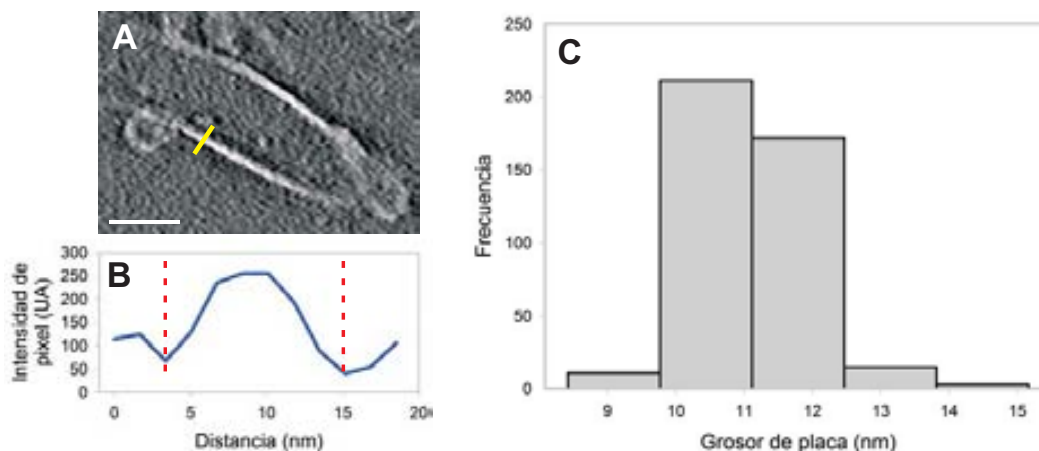 A
B
Intensidad de
pixel (UA)
300
250
200
150
100
50
0
0 5 10 15 20
Distancia (nm)
C
Frecuencia
250
200
150
100
50
0
9 10 11 12 13 14 15
Grosor de placa (nm)